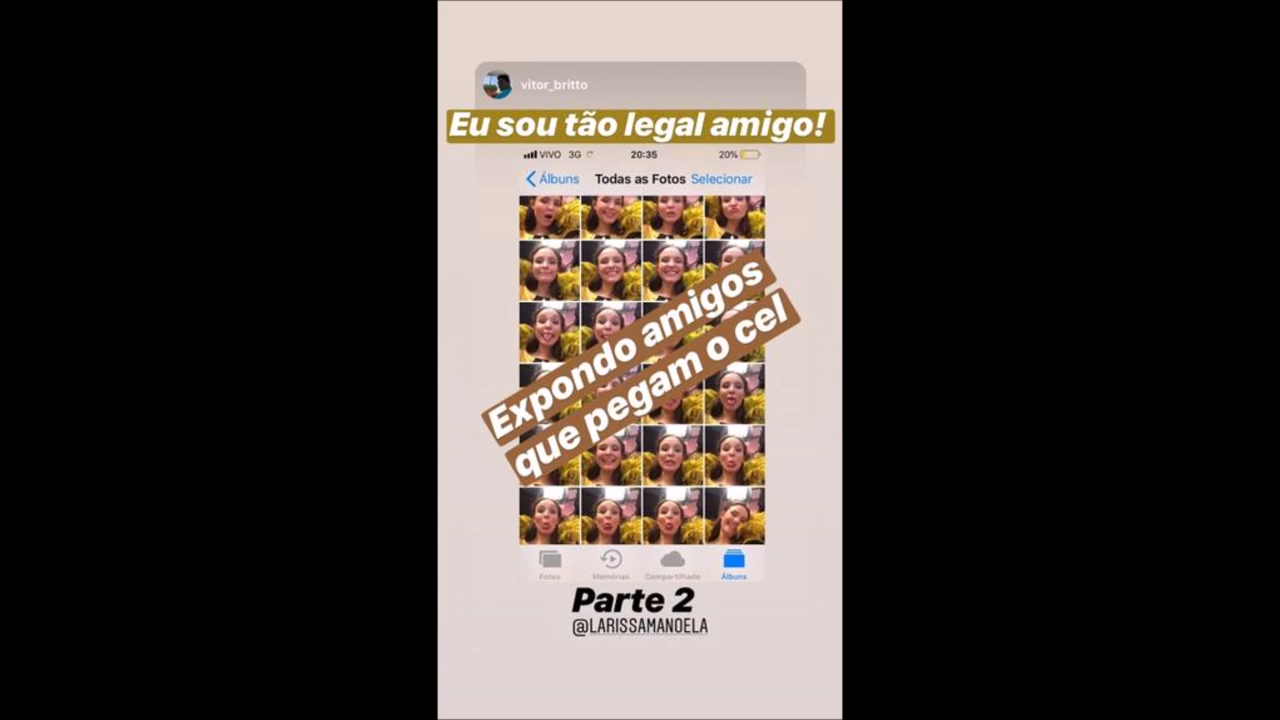 vitor_britto
Eu sou tão legal amigo!
VIVO 3G 20:35 20%
Álbuns Todas as Fotos Selecionar
Expondo amigos
que pegam o cel
Fotos Memórias Compartilhado Álbuns
Parte 2
@LARISSAMANOELA